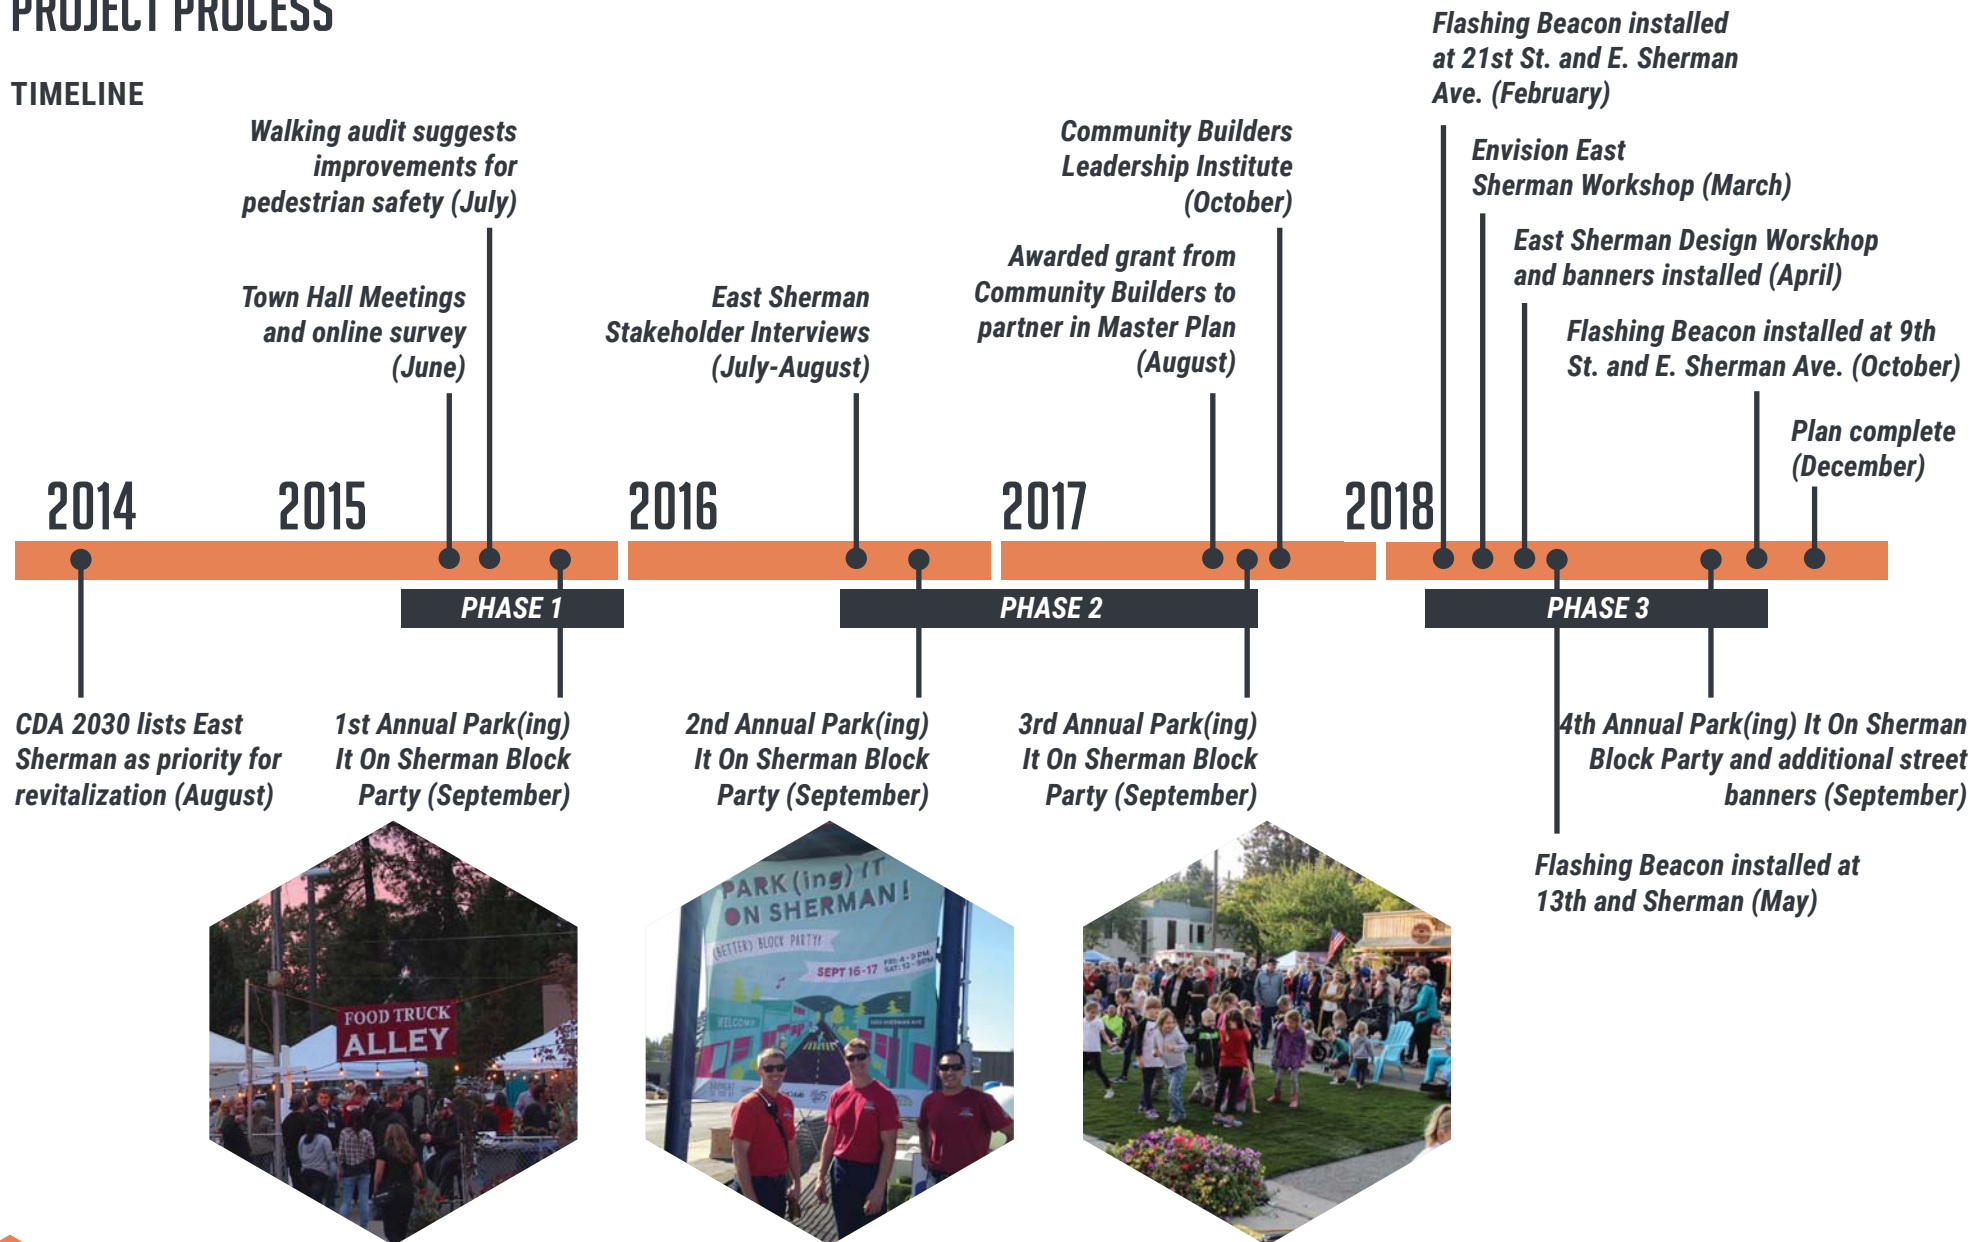 PROJECT PROCESS
TIMELINE
Walking audit suggests
improvements for
pedestrian safety (July)
Town Hall Meetings
and online survey
(June)
East Sherman
Stakeholder Interviews
(July-August)
Community Builders
Leadership Institute
(October)
Awarded grant from
Community Builders to
partner in Master Plan
(August)
Flashing Beacon installed
at 21st St. and E. Sherman
Ave. (February)
Envision East
Sherman Workshop (March)
East Sherman Design Worskhop
and banners installed (April)
Flashing Beacon installed at 9th
St. and E. Sherman Ave. (October)
Plan complete
(December)
2014
2015
2016
2017
2018
PHASE 1
PHASE 2
PHASE 3
CDA 2030 lists East
Sherman as priority for
revitalization (August)
1st Annual Park(ing)
It On Sherman Block
Party (September)
2nd Annual Park(ing)
It On Sherman Block
Party (September)
3rd Annual Park(ing)
It On Sherman Block
Party (September)
4th Annual Park(ing) It On Sherman
Block Party and additional street
banners (September)
Flashing Beacon installed at
13th and Sherman (May)
FOOD TRUCK
ALLEY
PARK (ing) IT
ON SHERMAN!
(BETTER) BLOCK PARTY!
SEPT 16-17
FRI: 4-9 PM
SAT: 12-9PM
WELCOME